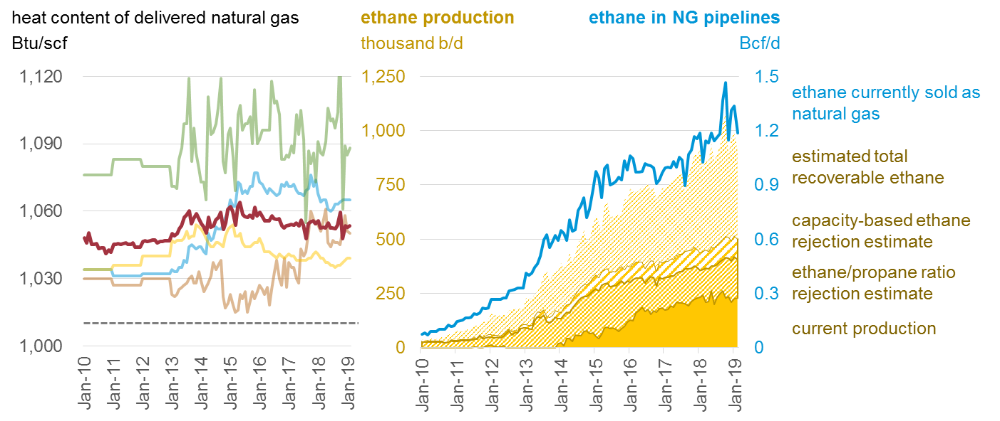 heat content of delivered natural gas
Btu/scf
1,120
1,090
1,060
1,030
1,000
Jan-10
Jan-11
Jan-12
Jan-13
Jan-14
Jan-15
Jan-16
Jan-17
Jan-18
Jan-19
ethane production
thousand b/d
ethane in NG pipelines
Bcf/d
1,250
1,000
750
500
250
0
1.5
1.2
0.9
0.6
0.3
0
Jan-10
Jan-11
Jan-12
Jan-13
Jan-14
Jan-15
Jan-16
Jan-17
Jan-18
Jan-19
ethane currently sold as
natural gas
estimated total
recoverable ethane
capacity-based ethane
rejection estimate
ethane/propane ratio
rejection estimate
current production